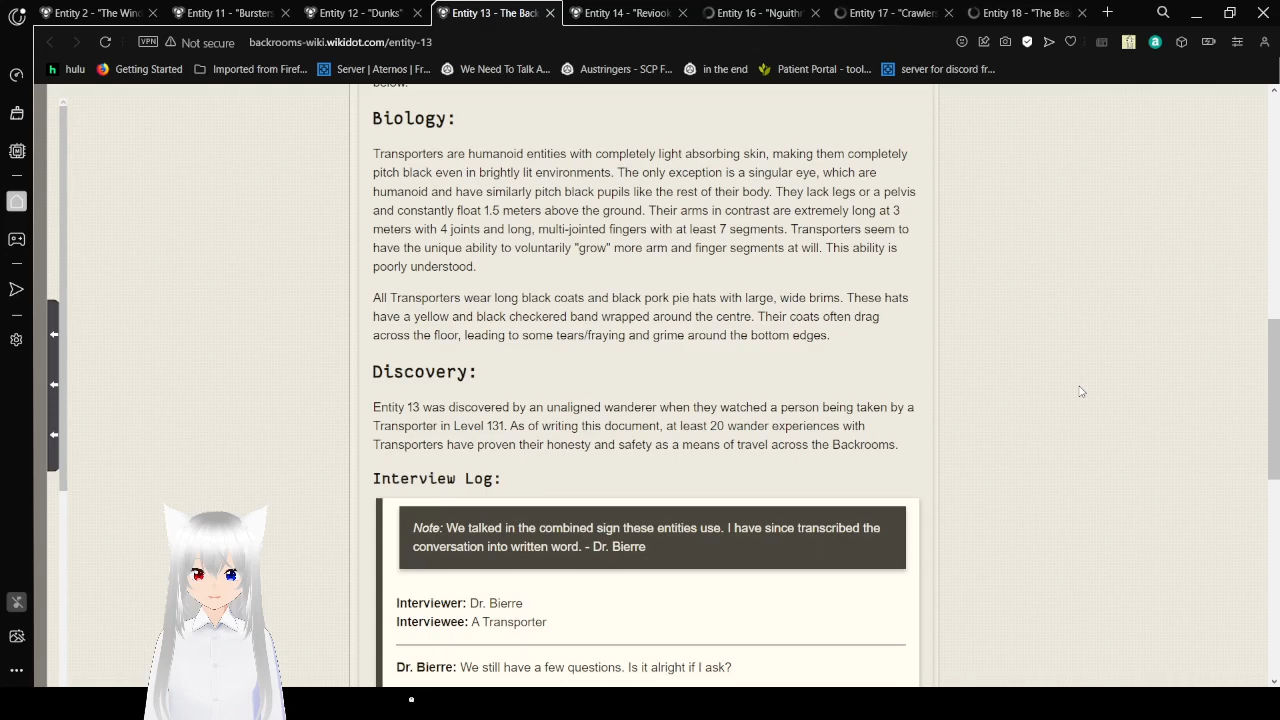 Entity 2 - "The Wind
Entity 11 - "Bursters
Entity 12 - "Dunks"
Entity 13 - The Back
Entity 14 - "Reviook
Entity 16 - "Nguithr
Entity 17 - "Crawlers
Entity 18 - "The Bea
VPN
Not secure
backrooms-wiki.wikidot.com/entity-13
hulu
Getting Started
Imported from Firef...
Server | Aternos | Fr...
We Need To Talk A...
Austringers - SCP F...
in the end
Patient Portal - tool...
server for discord fr...
below.
Biology:
Transporters are humanoid entities with completely light absorbing skin, making them completely
pitch black even in brightly lit environments. The only exception is a singular eye, which are
humanoid and have similarly pitch black pupils like the rest of their body. They lack legs or a pelvis
and constantly float 1.5 meters above the ground. Their arms in contrast are extremely long at 3
meters with 4 joints and long, multi-jointed fingers with at least 7 segments. Transporters seem to
have the unique ability to voluntarily "grow" more arm and finger segments at will. This ability is
poorly understood.
All Transporters wear long black coats and black pork pie hats with large, wide brims. These hats
have a yellow and black checkered band wrapped around the centre. Their coats often drag
across the floor, leading to some tears/fraying and grime around the bottom edges.
Discovery:
Entity 13 was discovered by an unaligned wanderer when they watched a person being taken by a
Transporter in Level 131. As of writing this document, at least 20 wander experiences with
Transporters have proven their honesty and safety as a means of travel across the Backrooms.
Interview Log:
Note: We talked in the combined sign these entities use. I have since transcribed the
conversation into written word. - Dr. Bierre
Interviewer: Dr. Bierre
Interviewee: A Transporter
Dr. Bierre: We still have a few questions. Is it alright if I ask?